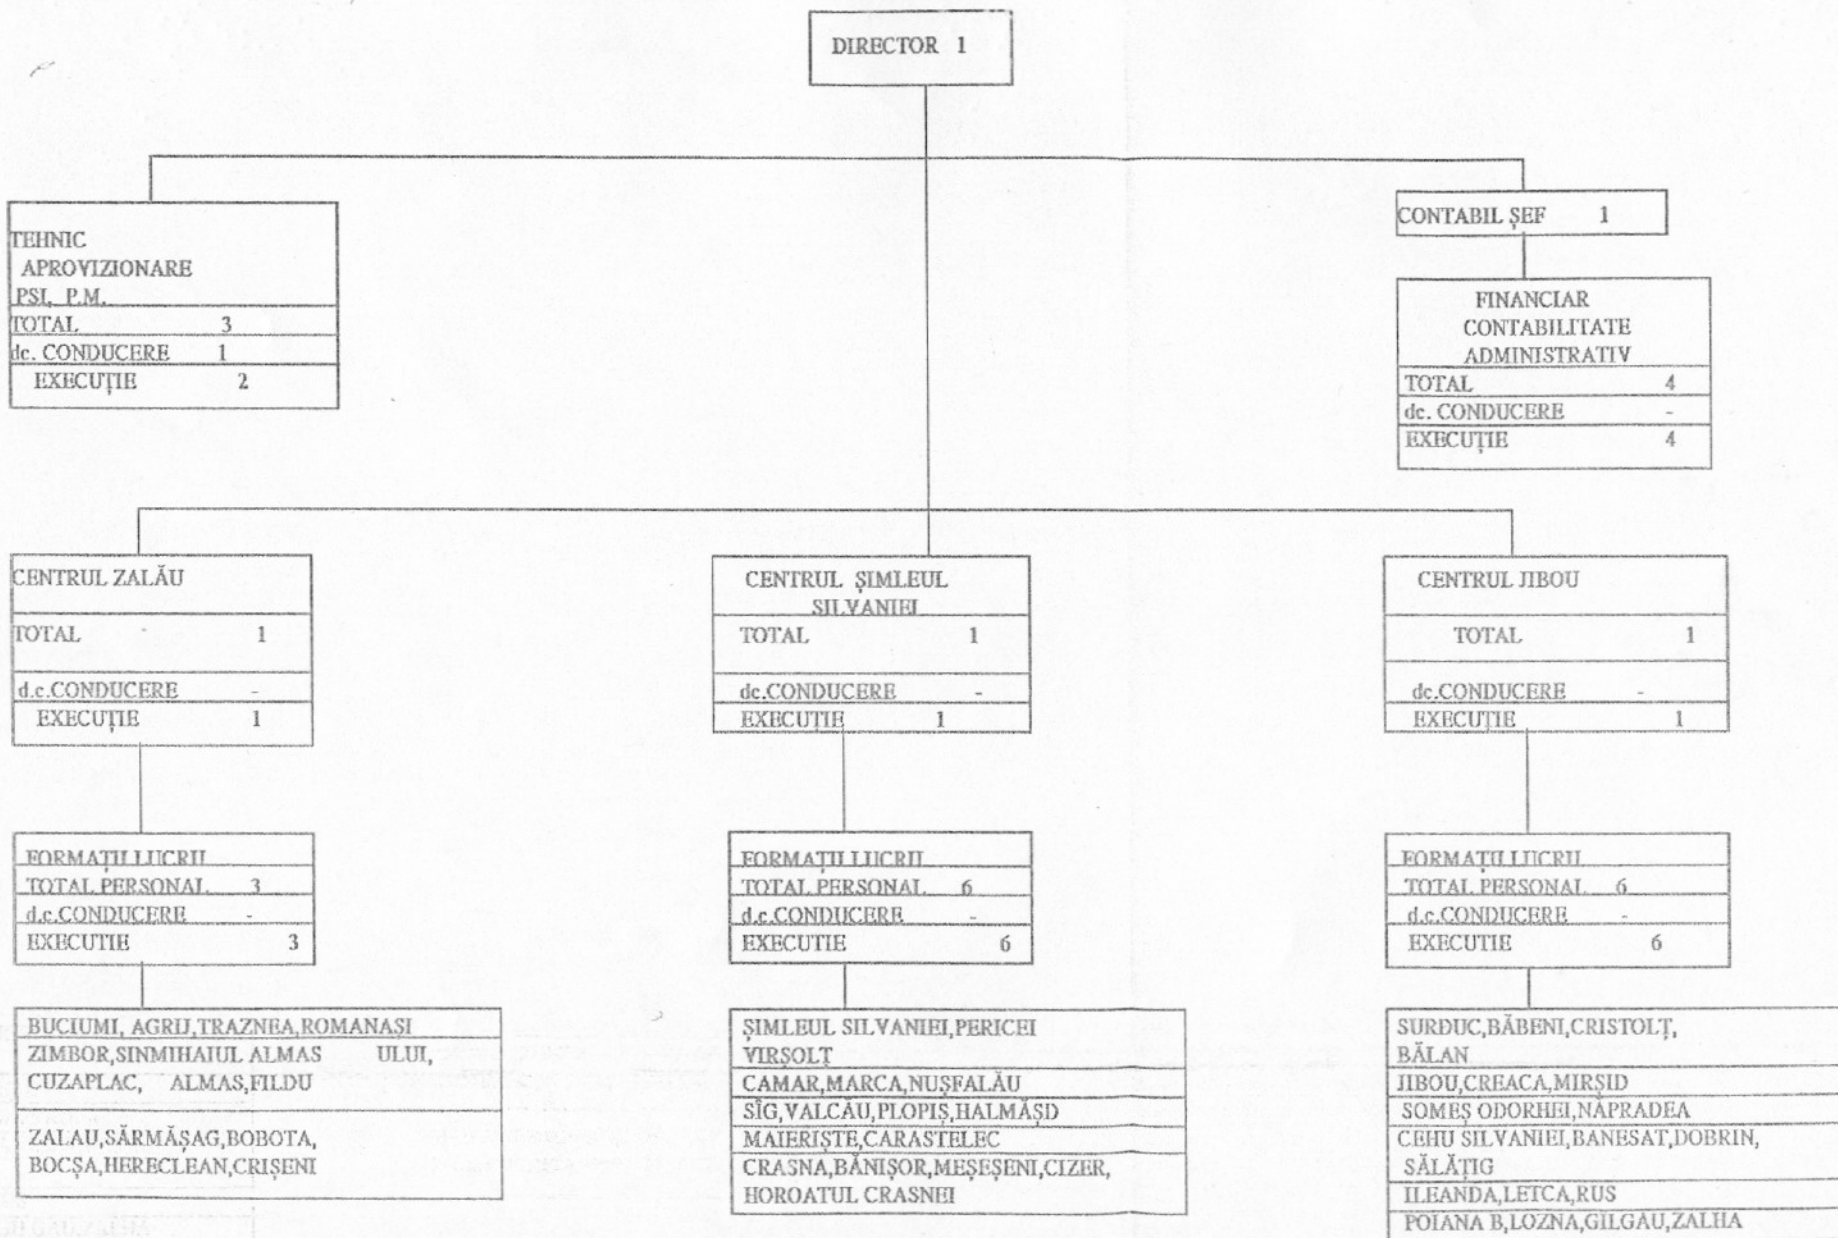 DIRECTOR 1
TEHNIC
APROVIZIONARE
PSI, P.M.
TOTAL 3
dc. CONDUCERE 1
EXECUȚIE 2
CONTABIL ȘEF 1
FINANCIAR
CONTABILITATE
ADMINISTRATIV
TOTAL 4
dc. CONDUCERE -
EXECUȚIE 4
CENTRUL ZALĂU
TOTAL 1
d.c.CONDUCERE -
EXECUȚIE 1
CENTRUL ȘIMLEUL
SILVANIEI
TOTAL 1
dc.CONDUCERE -
EXECUȚIE 1
CENTRUL JIBOU
TOTAL 1
dc.CONDUCERE -
EXECUȚIE 1
FORMAȚII LUCRU
TOTAL PERSONAL 3
d.c.CONDUCERE -
EXECUTIE 3
FORMAȚII LUCRU
TOTAL PERSONAL 6
d.c.CONDUCERE -
EXECUTIE 6
FORMAȚII LUCRU
TOTAL PERSONAL 6
d.c.CONDUCERE -
EXECUTIE 6
BUCIUMI, AGRIJ,TRAZNEA,ROMANAȘI
ZIMBOR,SINMIHAIUL ALMAS ULUI,
CUZAPLAC, ALMAS,FILDU
ZALAU,SĂRMĂȘAG,BOBOTA,
BOCȘA,HERECLEAN,CRIȘENI
ȘIMLEUL SILVANIEI,PERICEI
VIRȘOLȚ
CAMAR,MARCA,NUȘFALĂU
SÎG,VALCĂU,PLOPIȘ,HALMĂȘD
MAIERIȘTE,CARASTELEC
CRASNA,BĂNIȘOR,MEȘEȘENI,CIZER,
HOROATUL CRASNEI
SURDUC,BĂBENI,CRISTOLȚ,
BĂLAN
JIBOU,CREACA,MIRȘID
SOMEȘ ODORHEI,NĂPRADEA
CEHU SILVANIEI,BANESAT,DOBRIN,
SĂLĂȚIG
ILEANDA,LETCA,RUS
POIANA B,LOZNA,GILGĂU,ZALHA